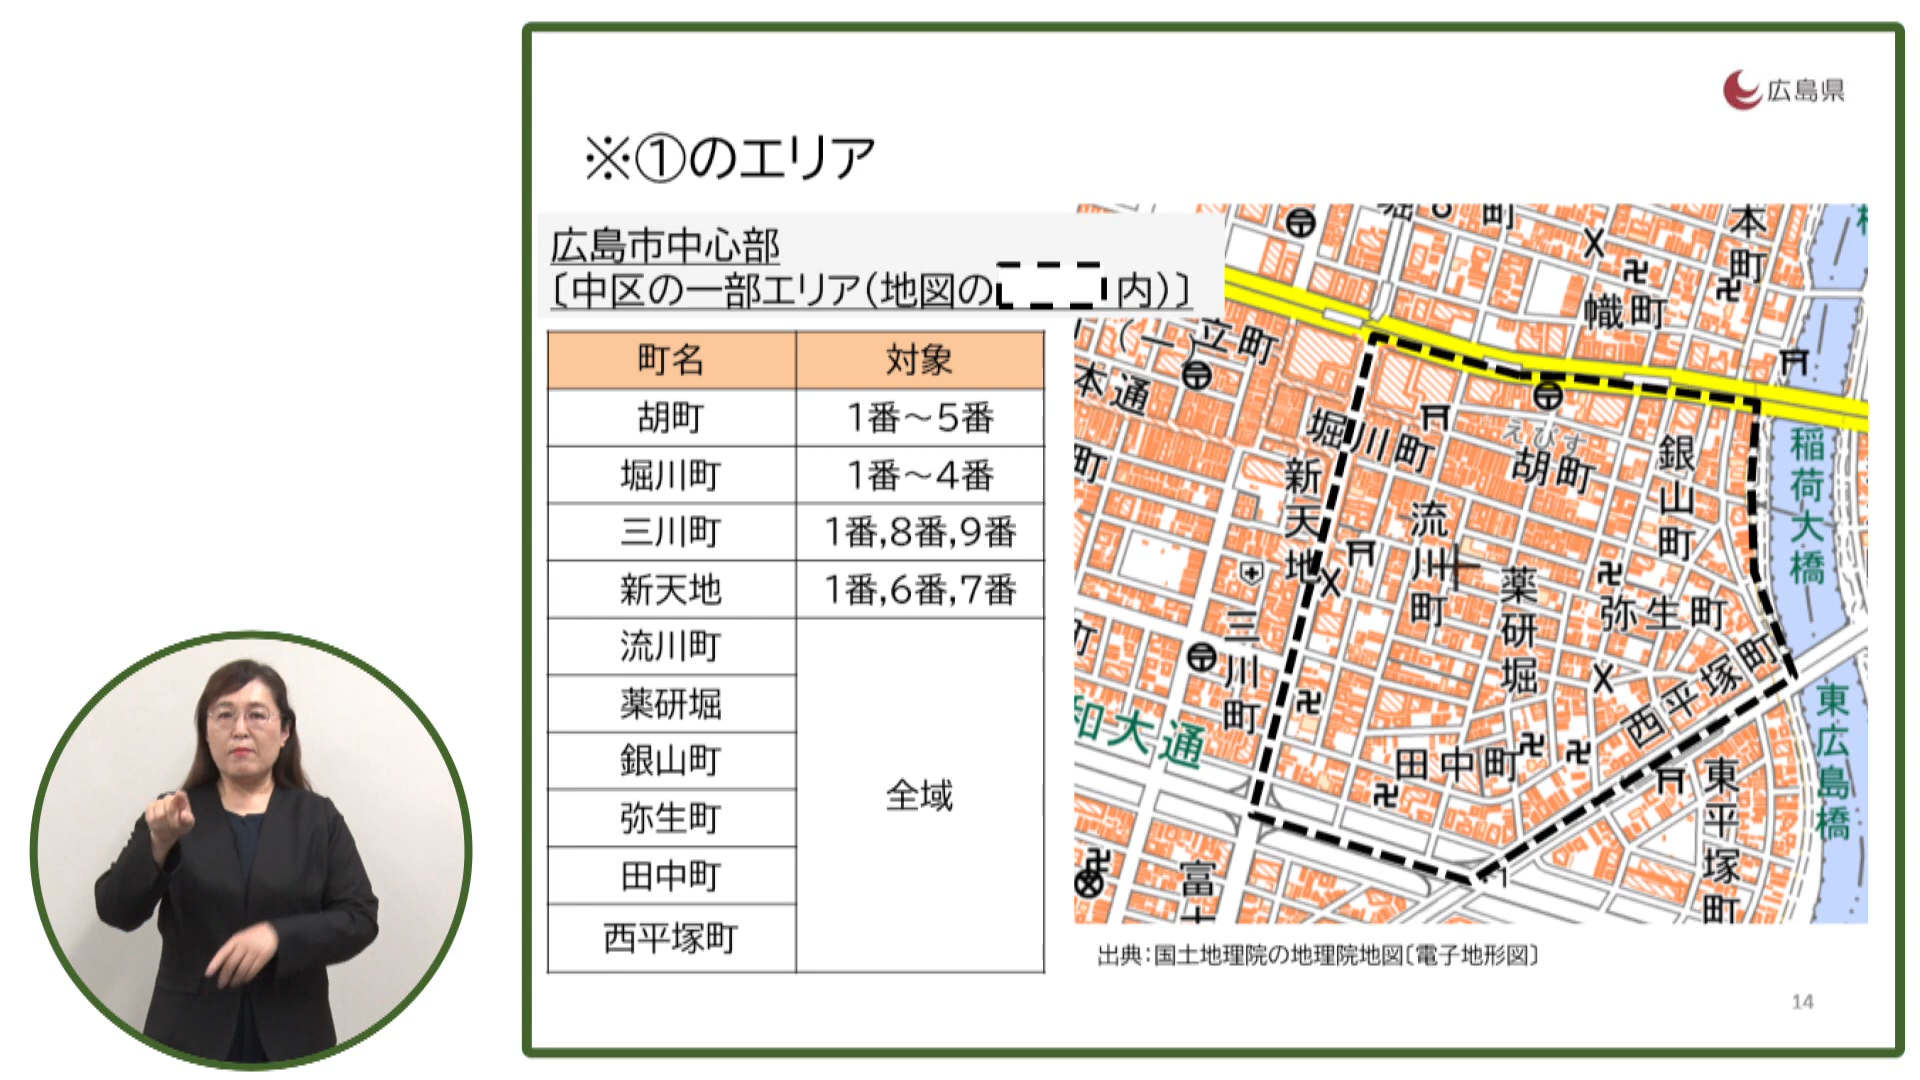 広島県
※①のエリア
広島市中心部
〔中区の一部エリア(地図の 内)〕
町名 対象
胡町 1番～5番
堀川町 1番～4番
三川町 1番,8番,9番
新天地 1番,6番,7番
流川町
薬研堀
銀山町
弥生町
田中町
西平塚町
全域
本町
幟町
立町
(一)
本通
堀川町
えびす
胡町
銀山町
新天地
流川町
薬研堀
弥生町
三川町
西平塚町
田中町
東平塚町
稲荷大橋
東広島橋
和大通
富士
町
町
町
出典:国土地理院の地理院地図〔電子地形図〕
14